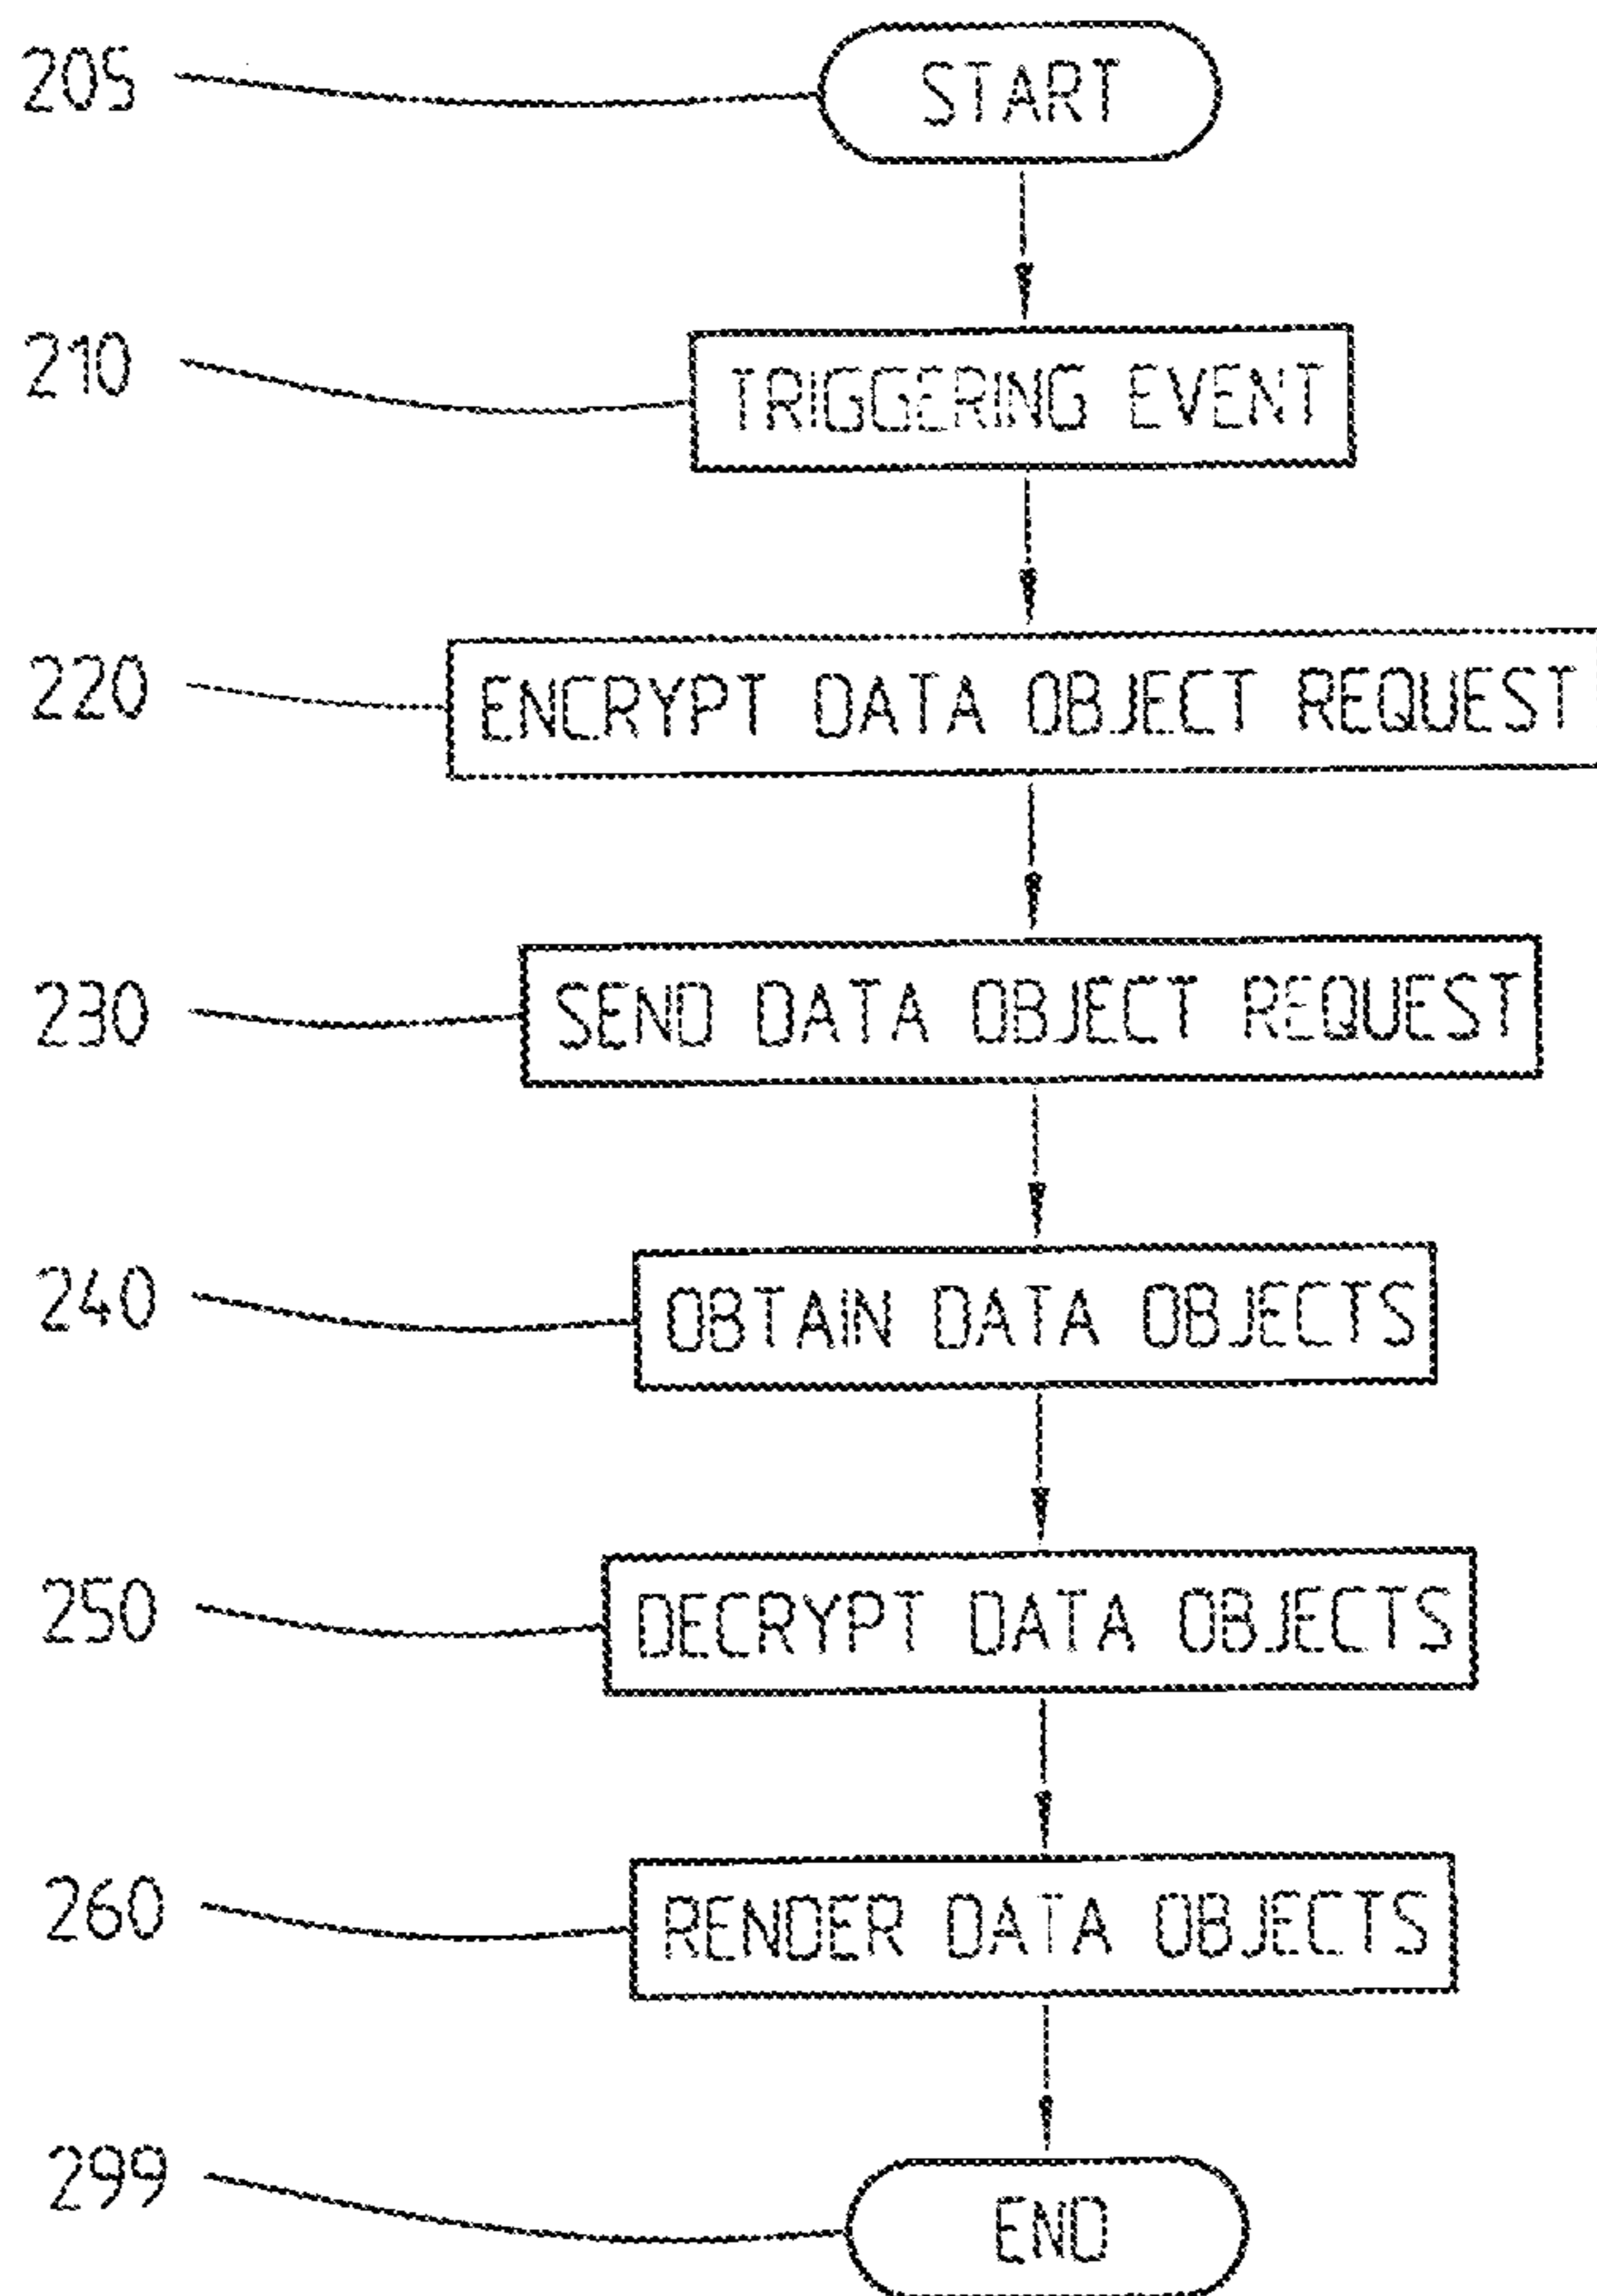 205 START
210 TRIGGERING EVENT
220 ENCRYPT DATA OBJECT REQUEST
230 SEND DATA OBJECT REQUEST
240 OBTAIN DATA OBJECTS
250 DECRYPT DATA OBJECTS
260 RENDER DATA OBJECTS
299 END